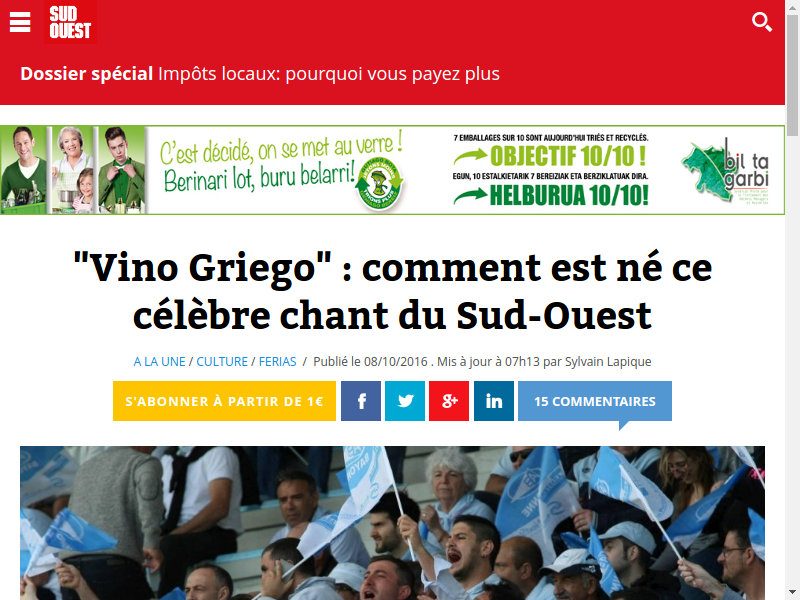 SUD
OUEST
Dossier spécial Impôts locaux: pourquoi vous payez plus
C'est décidé, on se met au verre !
Berinari lot, buru belarri!
7 EMBALLAGES SUR 10 SONT AUJOURD'HUI TRIÉS ET RECYCLÉS.
OBJECTIF 10/10 !
EGUN, 10 ESTALKIETARIK 7 BEREIZIAK ETA BERZIKLATUAK DIRA.
HELBURUA 10/10!
bil ta
garbi
"Vino Griego" : comment est né ce
célèbre chant du Sud-Ouest
A LA UNE / CULTURE / FERIAS / Publié le 08/10/2016 . Mis à jour à 07h13 par Sylvain Lapique
S'ABONNER À PARTIR DE 1€
f
g+
in
15 COMMENTAIRES